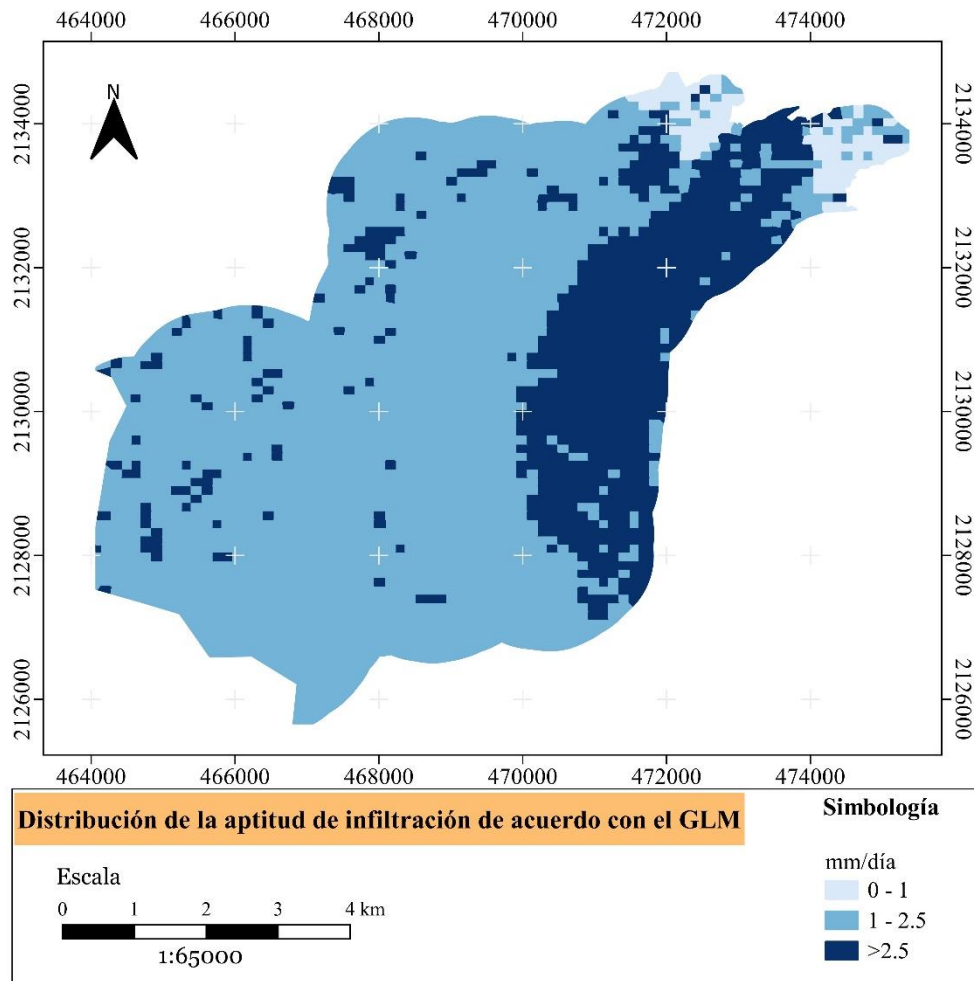 464000 466000 468000 470000 472000 474000
N
2134000 2134000
2132000 2132000
2130000 2130000
2128000 2128000
2126000 2126000
464000 466000 468000 470000 472000 474000
Distribución de la aptitud de infiltración de acuerdo con el GLM
Escala
0 1 2 3 4 km
1:65000
Simbología
mm/día
0 - 1
1 - 2.5
>2.5